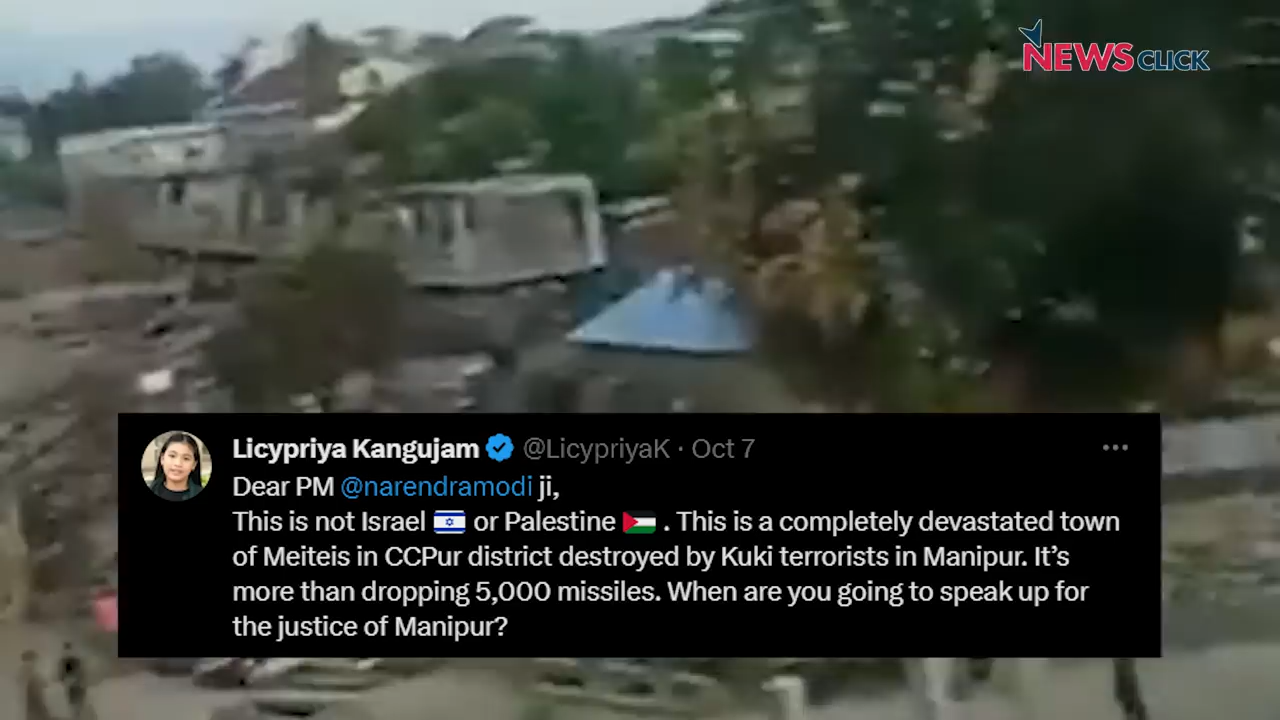 NEWSCLICK
Licypriya Kangujam @LicypriyaK · Oct 7
Dear PM @narendramodi ji,
This is not Israel 🇮🇱 or Palestine 🇵🇸 . This is a completely devastated town
of Meiteis in CCPur district destroyed by Kuki terrorists in Manipur. It’s
more than dropping 5,000 missiles. When are you going to speak up for
the justice of Manipur?